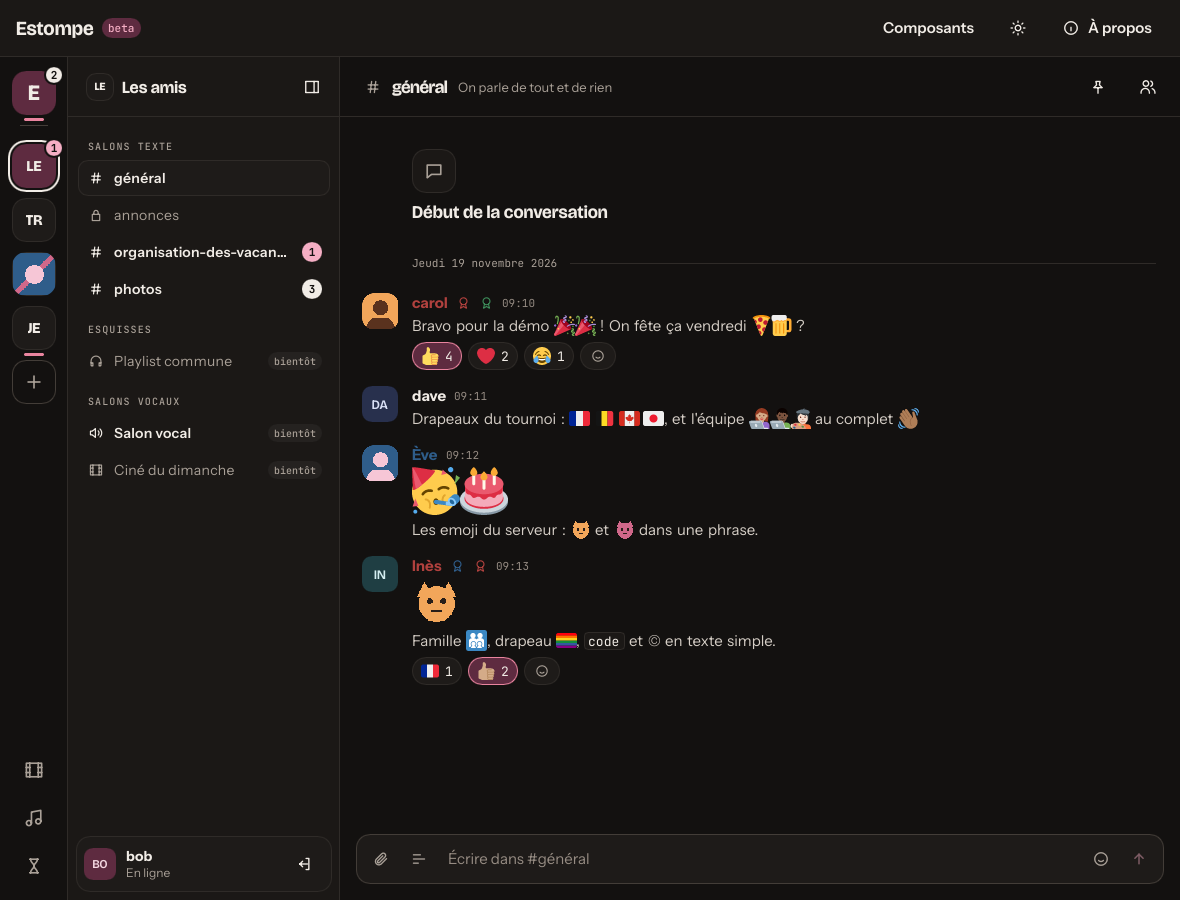 Estompe beta
Composants
À propos
E 2
LE 1
TR
JE
LE Les amis
SALONS TEXTE
# général
annonces
# organisation-des-vacan... 1
# photos 3
ESQUISSES
Playlist commune bientôt
SALONS VOCAUX
Salon vocal bientôt
Ciné du dimanche bientôt
BO bob
En ligne
# général On parle de tout et de rien
Début de la conversation
Jeudi 19 novembre 2026
carol 09:10
Bravo pour la démo 🎉🎉 ! On fête ça vendredi 🍕🍺 ?
👍 4 ❤️ 2 😂 1
DA dave 09:11
Drapeaux du tournoi : 🇫🇷 🇧🇪 🇨🇦 🇯🇵, et l'équipe au complet 👋🏽
Ève 09:12
🥳🎂
Les emoji du serveur : et dans une phrase.
IN Inès 09:13
Famille, drapeau 🏳️‍🌈, code et © en texte simple.
🇫🇷 1 👍🏼 2
Écrire dans #général